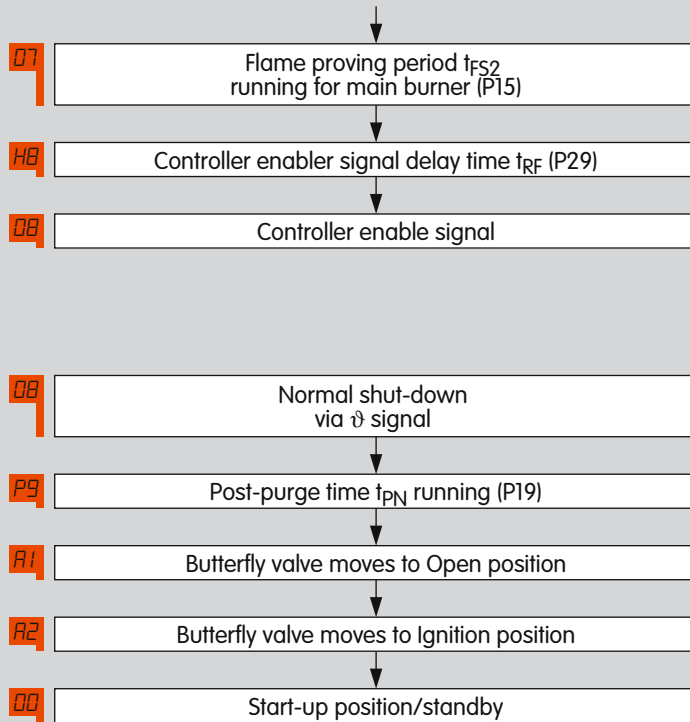 07
Flame proving period tFS2
running for main burner (P15)
H8
Controller enabler signal delay time tRF (P29)
08
Controller enable signal
08
Normal shut-down
via ϑ signal
P9
Post-purge time tPN running (P19)
A1
Butterfly valve moves to Open position
A2
Butterfly valve moves to Ignition position
00
Start-up position/standby